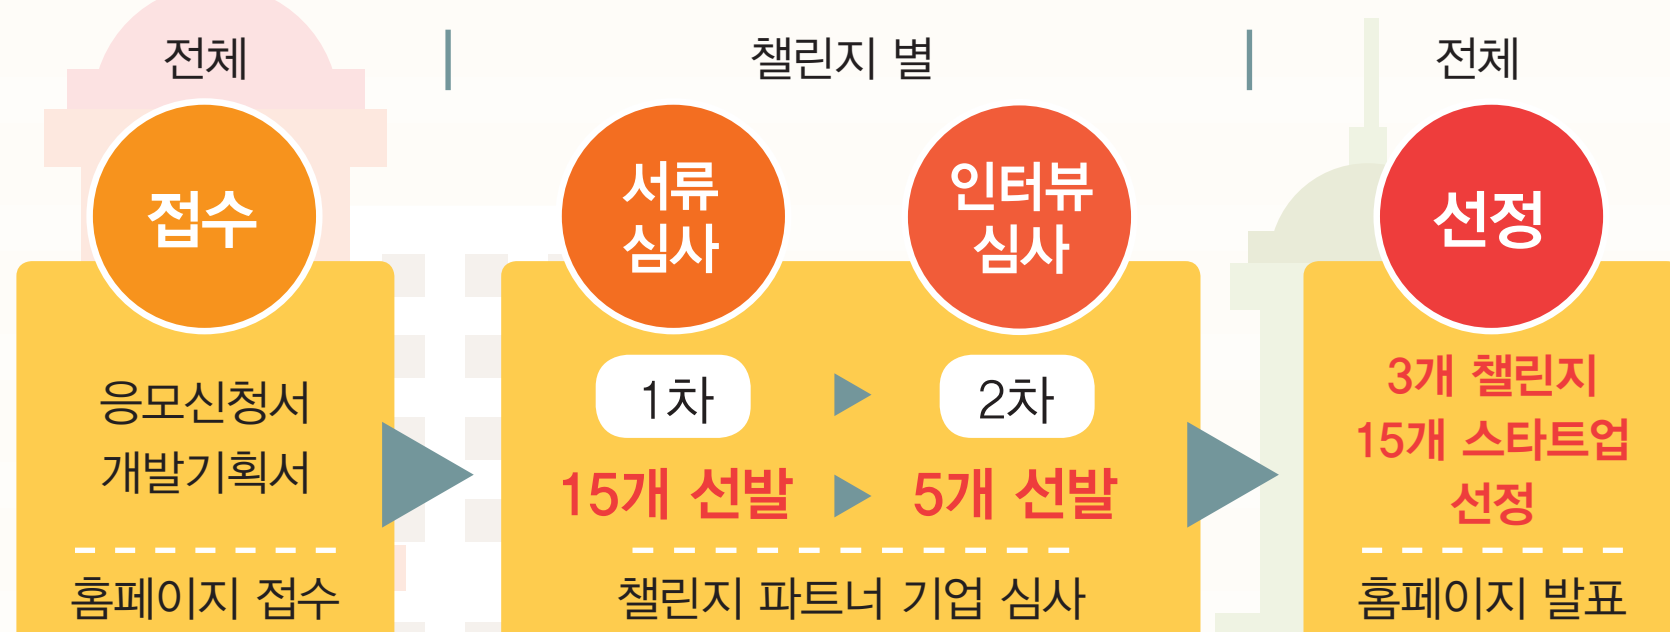 전체
접수
응모신청서
개발기획서
홈페이지 접수
챌린지 별
서류
심사
1차
15개 선발
인터뷰
심사
2차
5개 선발
챌린지 파트너 기업 심사
전체
선정
3개 챌린지
15개 스타트업
선정
홈페이지 발표